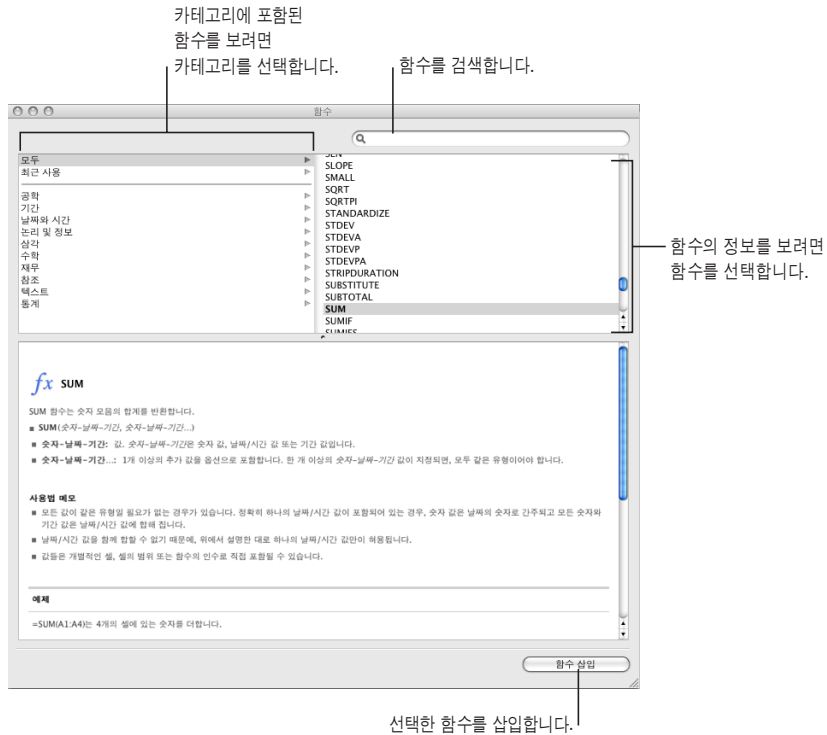 카테고리에 포함된
함수를 보려면
카테고리를 선택합니다.
함수를 검색합니다.
함수
모두
최근 사용
공학
기간
날짜와 시간
논리 및 정보
삼각
수학
재무
참조
텍스트
통계
SLOPE
SMALL
SQRT
SQRTPI
STANDARDIZE
STDEV
STDEVA
STDEVP
STDEVPA
STRIPDURATION
SUBSTITUTE
SUBTOTAL
SUM
SUMIF
SUMIFS
함수의 정보를 보려면
함수를 선택합니다.
fx SUM
SUM 함수는 숫자 모음의 합계를 반환합니다.
SUM(숫자-날짜-기간, 숫자-날짜-기간...)
숫자-날짜-기간: 값. 숫자-날짜-기간은 숫자 값, 날짜/시간 값 또는 기간 값입니다.
숫자-날짜-기간...: 1개 이상의 추가 값을 옵션으로 포함합니다. 한 개 이상의 숫자-날짜-기간 값이 지정되면, 모두 같은 유형이어야 합니다.
사용법 메모
모든 값이 같은 유형일 필요가 없는 경우가 있습니다. 정확히 하나의 날짜/시간 값이 포함되어 있는 경우, 숫자 값은 날짜의 숫자로 간주되고 모든 숫자와
기간 값은 날짜/시간 값에 합해 집니다.
날짜/시간 값을 함께 합할 수 없기 때문에, 위에서 설명한 대로 하나의 날짜/시간 값만이 허용됩니다.
값들은 개별적인 셀, 셀의 범위 또는 함수의 인수로 직접 포함될 수 있습니다.
예제
=SUM(A1:A4)는 4개의 셀에 있는 숫자를 더합니다.
함수 삽입
선택한 함수를 삽입합니다.